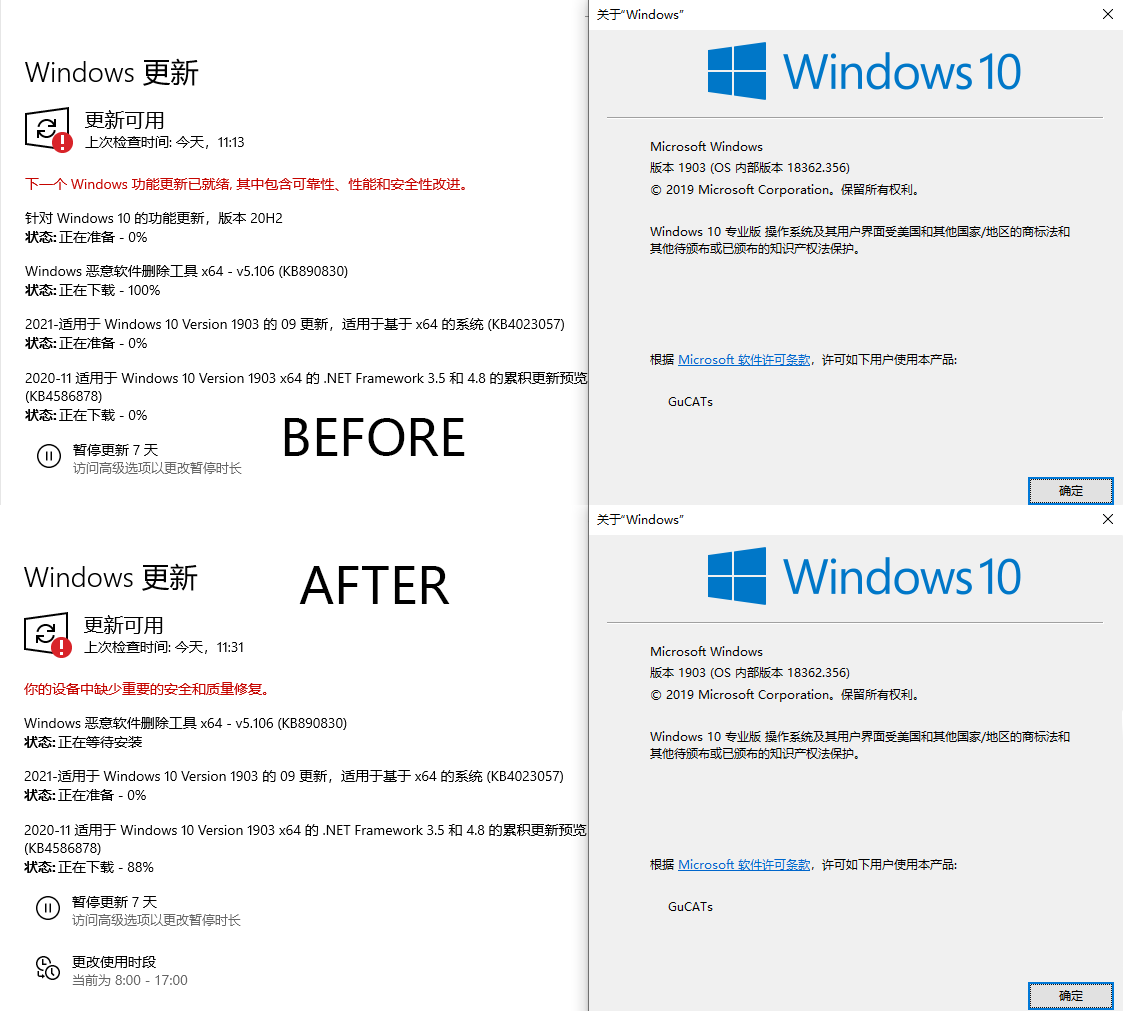 Windows 更新
更新可用
上次检查时间: 今天，11:13
下一个 Windows 功能更新已就绪, 其中包含可靠性、性能和安全性改进。
针对 Windows 10 的功能更新，版本 20H2
状态: 正在准备 - 0%
Windows 恶意软件删除工具 x64 - v5.106 (KB890830)
状态: 正在下载 - 100%
2021-适用于 Windows 10 Version 1903 的 09 更新，适用于基于 x64 的系统 (KB4023057)
状态: 正在准备 - 0%
2020-11 适用于 Windows 10 Version 1903 x64 的 .NET Framework 3.5 和 4.8 的累积更新预览
(KB4586878)
状态: 正在下载 - 0%
BEFORE
暂停更新 7 天
访问高级选项以更改暂停时长
关于“Windows”
Windows 10
Microsoft Windows
版本 1903 (OS 内部版本 18362.356)
© 2019 Microsoft Corporation。保留所有权利。
Windows 10 专业版 操作系统及其用户界面受美国和其他国家/地区的商标法和
其他待颁布或已颁布的知识产权法保护。
根据 Microsoft 软件许可条款，许可如下用户使用本产品:
GuCATs
确定
Windows 更新
AFTER
更新可用
上次检查时间: 今天，11:31
你的设备中缺少重要的安全和质量修复。
Windows 恶意软件删除工具 x64 - v5.106 (KB890830)
状态: 正在等待安装
2021-适用于 Windows 10 Version 1903 的 09 更新，适用于基于 x64 的系统 (KB4023057)
状态: 正在准备 - 0%
2020-11 适用于 Windows 10 Version 1903 x64 的 .NET Framework 3.5 和 4.8 的累积更新预览
(KB4586878)
状态: 正在下载 - 88%
暂停更新 7 天
访问高级选项以更改暂停时长
更改使用时段
当前为 8:00 - 17:00
关于“Windows”
Windows 10
Microsoft Windows
版本 1903 (OS 内部版本 18362.356)
© 2019 Microsoft Corporation。保留所有权利。
Windows 10 专业版 操作系统及其用户界面受美国和其他国家/地区的商标法和
其他待颁布或已颁布的知识产权法保护。
根据 Microsoft 软件许可条款，许可如下用户使用本产品:
GuCATs
确定